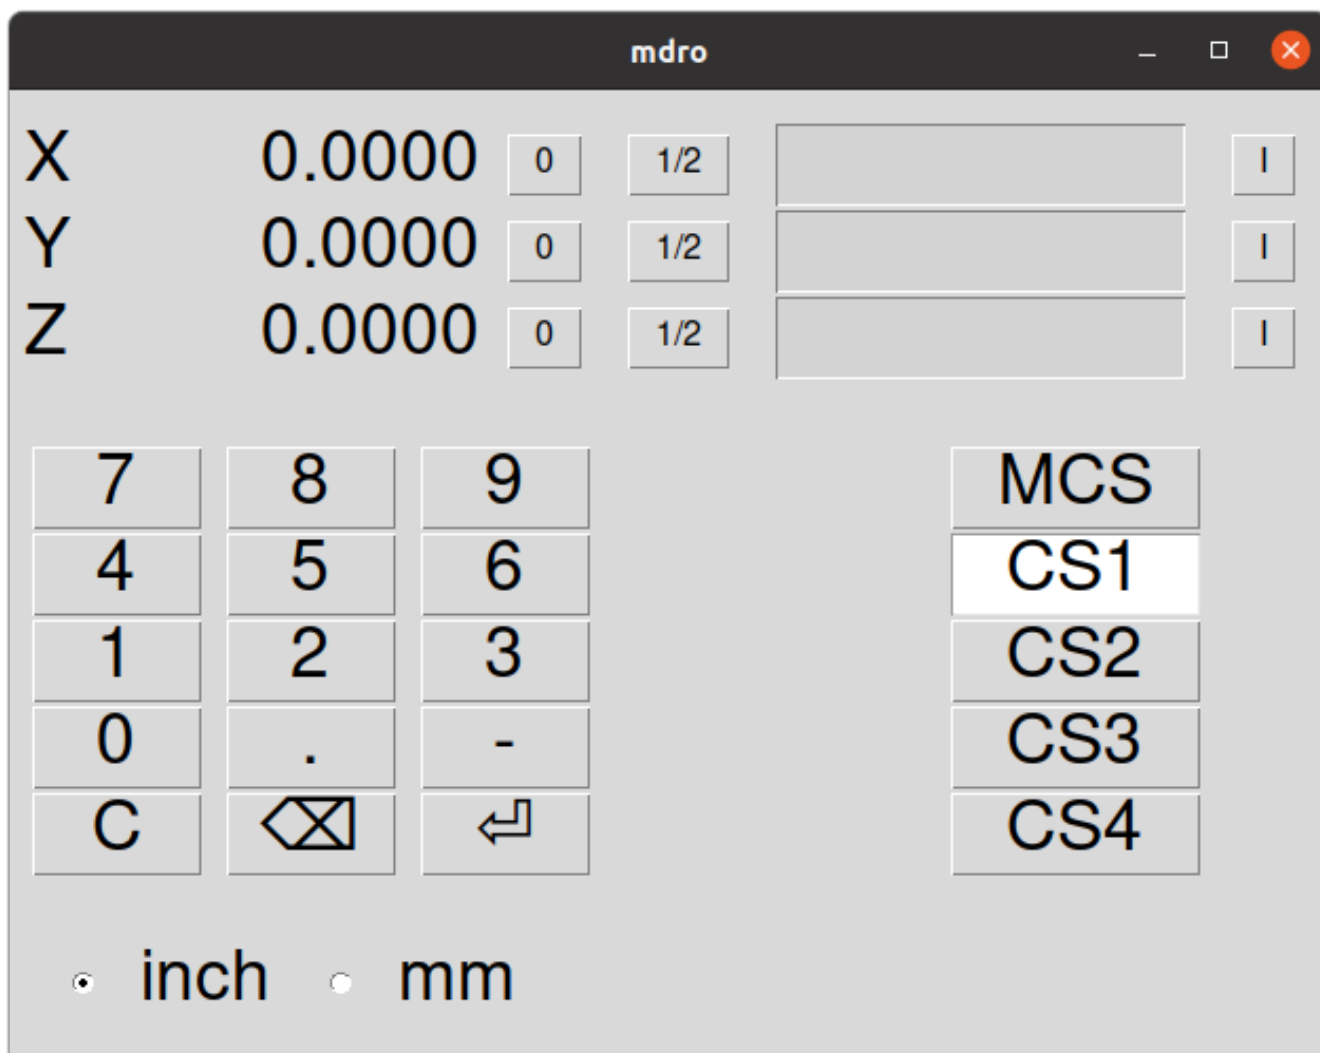 mdro
X 0.0000 0 1/2 I
Y 0.0000 0 1/2 I
Z 0.0000 0 1/2 I
7 8 9 MCS
4 5 6 CS1
1 2 3 CS2
0 . - CS3
C ⌫ ⏎ CS4
inch mm